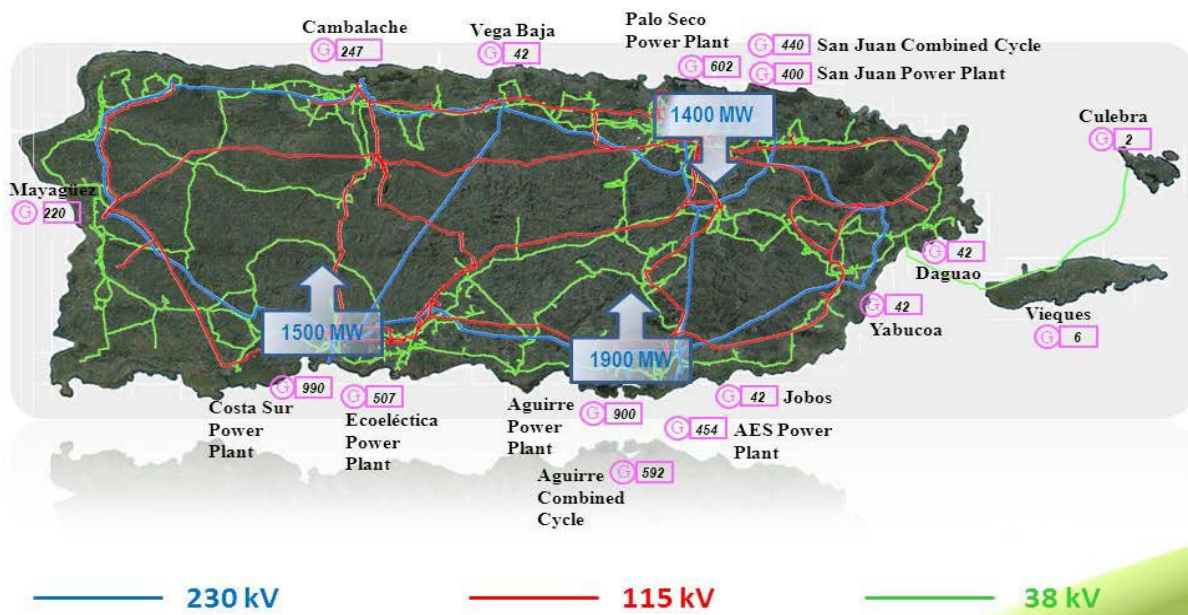 Cambalache
G 247
Vega Baja
G 42
Palo Seco
Power Plant
G 602
G 440 San Juan Combined Cycle
G 400 San Juan Power Plant
1400 MW
Culebra
G 2
Mayagüez
G 220
G 42
Daguao
G 42
Yabucoa
Vieques
G 6
1500 MW
1900 MW
G 990
Costa Sur
Power
Plant
G 507
Ecoeléctica
Power
Plant
Aguirre
Power
Plant
G 900
G 42 Jobos
G 454 AES Power
Plant
Aguirre
Combined
Cycle
G 592
230 kV
115 kV
38 kV